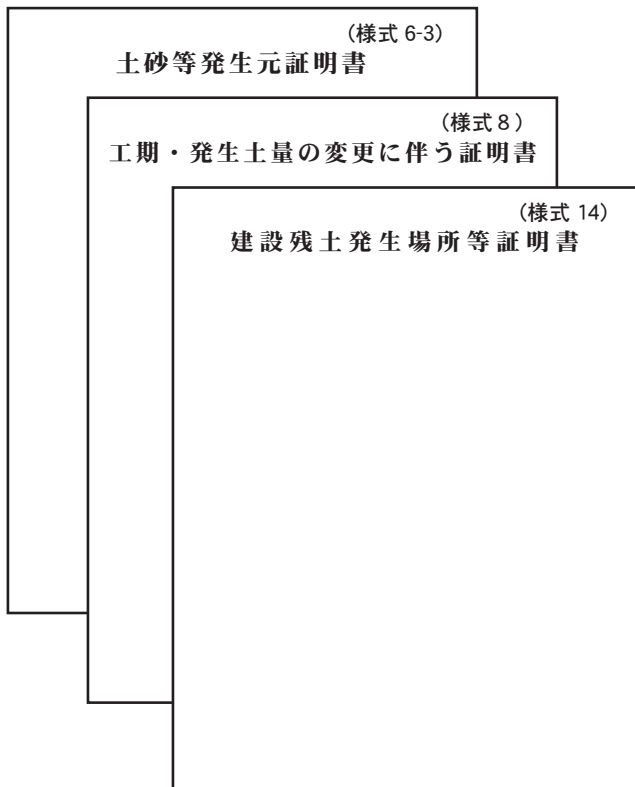 (様式 6-3)
土砂等発生元証明書
(様式 8)
工期・発生土量の変更に伴う証明書
(様式 14)
建設残土発生場所等証明書